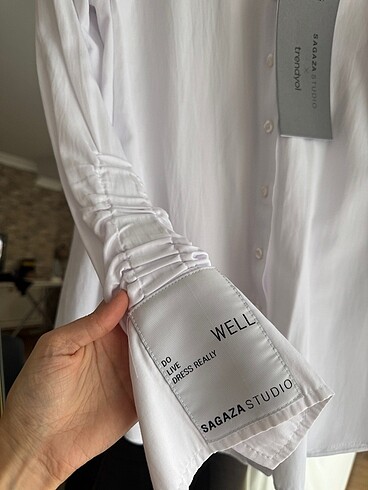 SAGAZA STUDIO
x
trendyol
WELL
DO
LIVE
DRESS REALLY
SAGAZA STUDIO